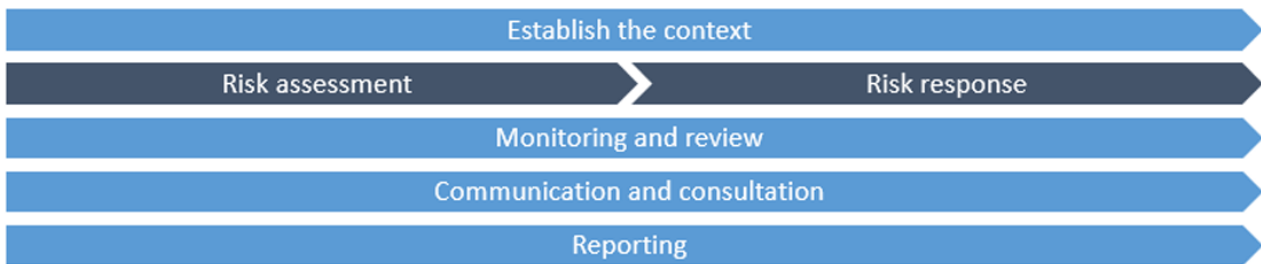 Establish the context
Risk assessment
Risk response
Monitoring and review
Communication and consultation
Reporting